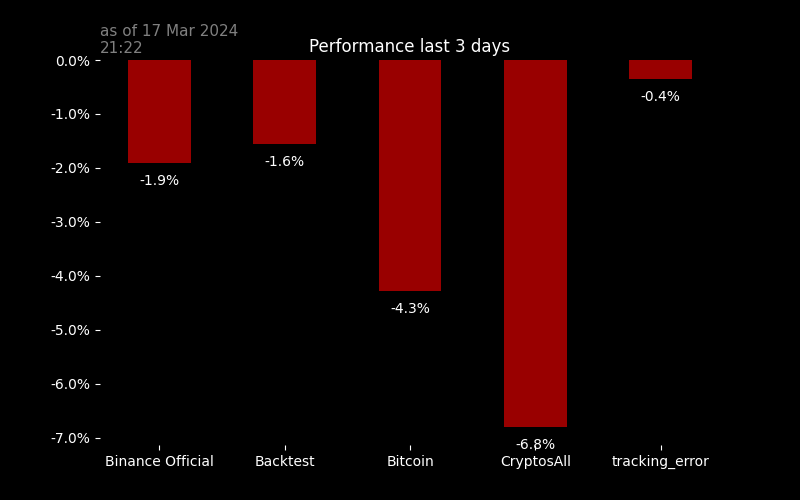 as of 17 Mar 2024
21:22
Performance last 3 days
0.0%
-1.0%
-2.0%
-3.0%
-4.0%
-5.0%
-6.0%
-7.0%
-1.9%
-1.6%
-4.3%
-6.8%
-0.4%
Binance Official
Backtest
Bitcoin
CryptosAll
tracking_error